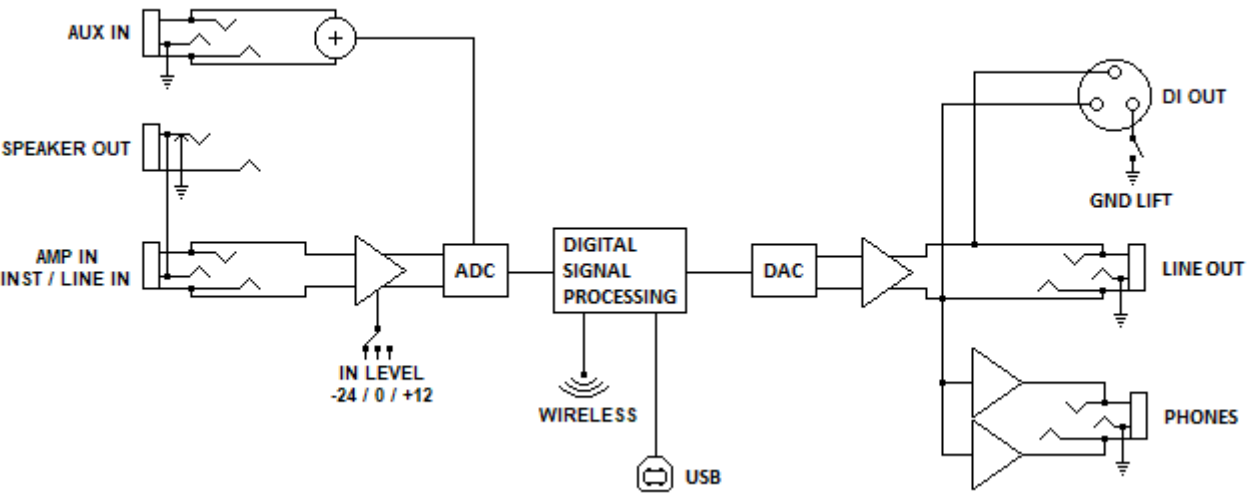 AUX IN
+
DI OUT
SPEAKER OUT
GND LIFT
AMP IN
INST / LINE IN
ADC
DIGITAL
SIGNAL
PROCESSING
DAC
LINE OUT
IN LEVEL
-24 / 0 / +12
WIRELESS
PHONES
USB